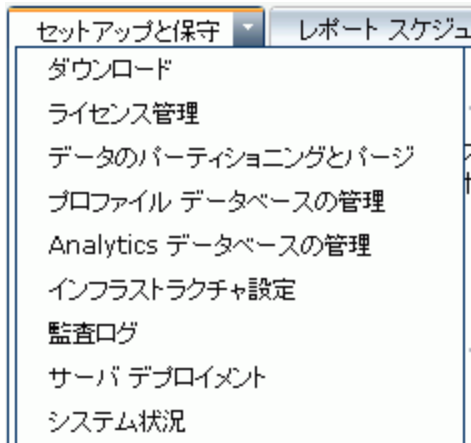 セットアップと保守 レポート スケジュ
ダウンロード
ライセンス管理
データのパーティショニングとパージ
プロファイル データベースの管理
Analytics データベースの管理
インフラストラクチャ設定
監査ログ
サーバ デプロイメント
システム状況